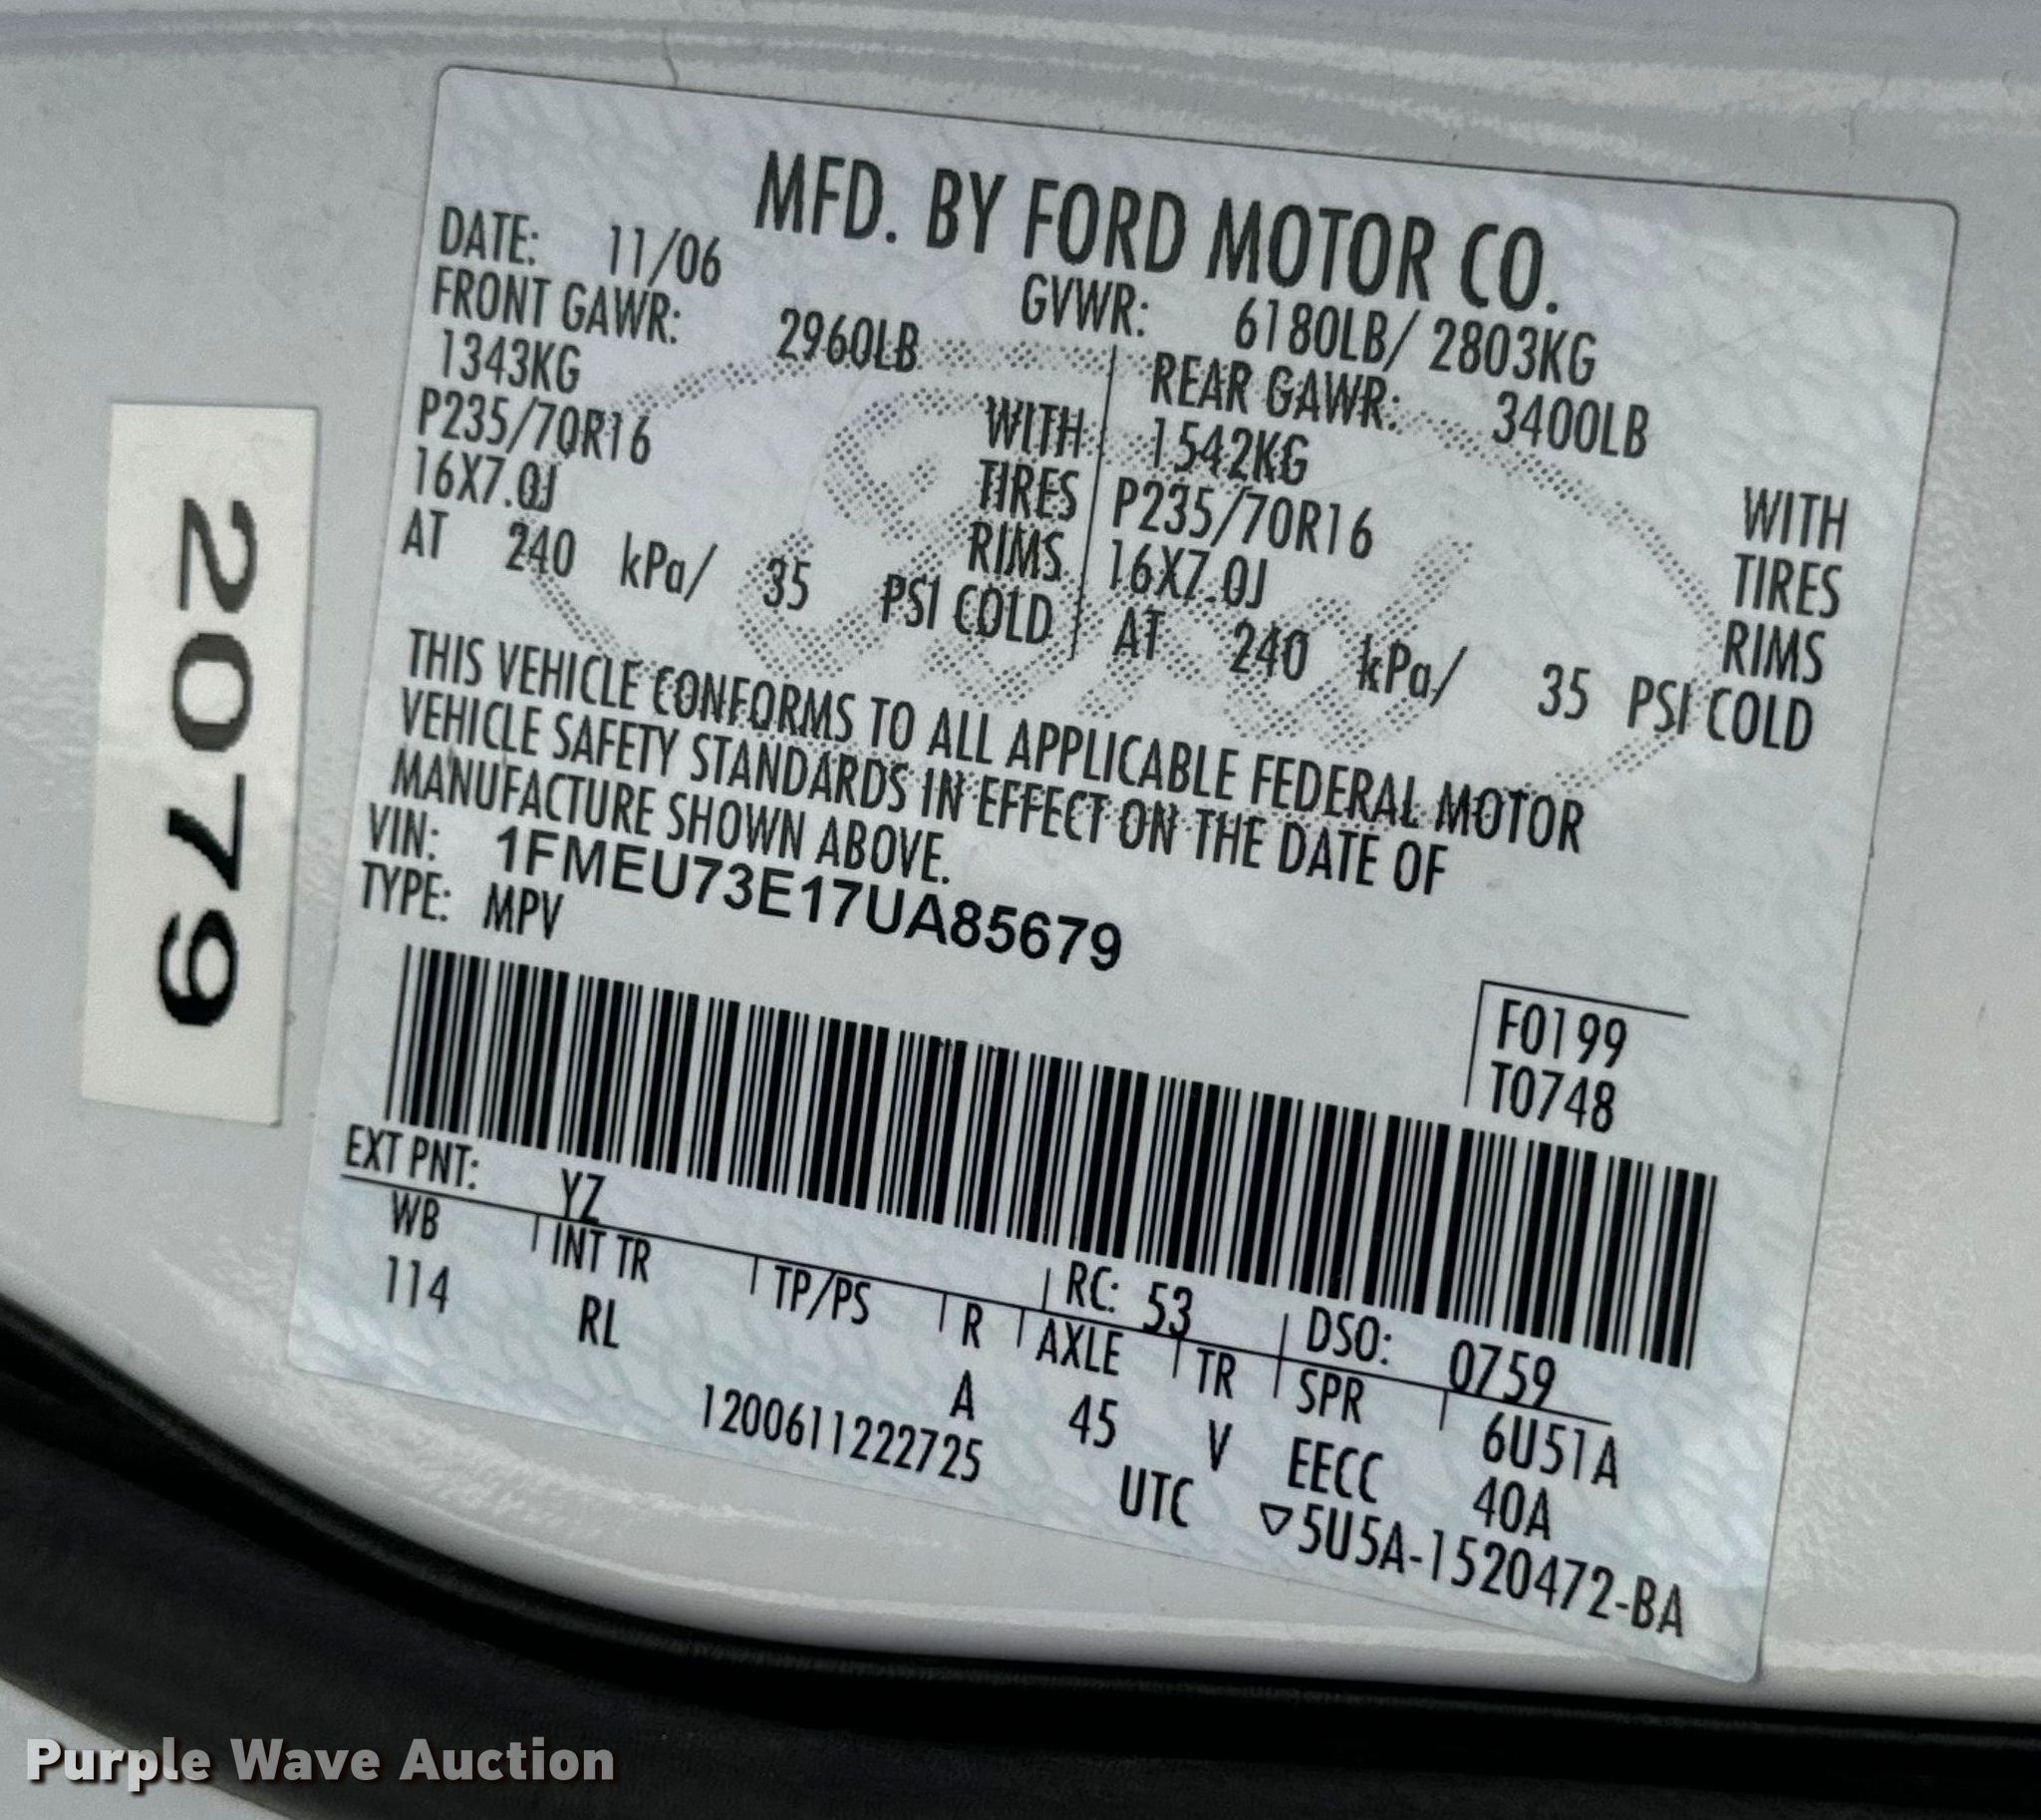 MFD. BY FORD MOTOR CO.
DATE: 11/06 GVWR: 6180LB/ 2803KG
FRONT GAWR: 2960LB REAR GAWR: 3400LB
1343KG WITH 1542KG WITH
P235/70R16 TIRES P235/70R16 TIRES
16X7.0J RIMS 16X7.0J RIMS
AT 240 kPa/ 35 PSI COLD AT 240 kPa/ 35 PSI COLD
THIS VEHICLE CONFORMS TO ALL APPLICABLE FEDERAL MOTOR
VEHICLE SAFETY STANDARDS IN EFFECT ON THE DATE OF
MANUFACTURE SHOWN ABOVE.
VIN: 1FMEU73E17UA85679
TYPE: MPV
F0199
T0748
EXT PNT: YZ RC: 53 DSO: 0759
WB INT TR TP/PS R AXLE TR SPR 6U51A
114 RL A 45 V EECC 40A
1200611222725 UTC ▽5U5A-1520472-BA
2079
Purple Wave Auction